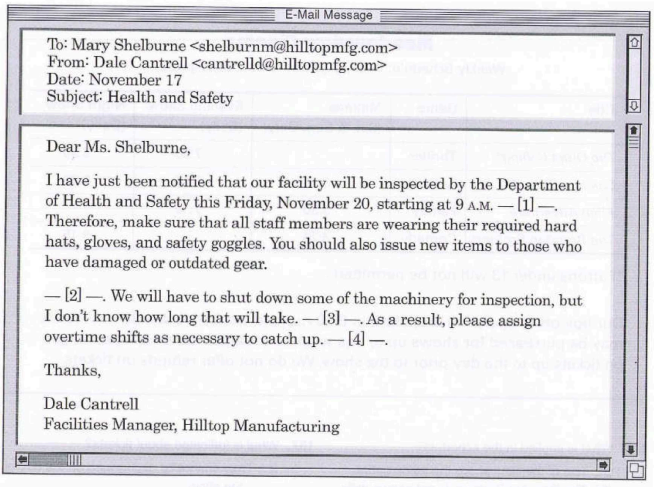 E-Mail Message
To: Mary Shelburne <shelburnm@hilltopmfg.com>
From: Dale Cantrell <cantrelld@hilltopmfg.com>
Date: November 17
Subject: Health and Safety
Dear Ms. Shelburne,
I have just been notified that our facility will be inspected by the Department
of Health and Safety this Friday, November 20, starting at 9 A.M. — [1] —.
Therefore, make sure that all staff members are wearing their required hard
hats, gloves, and safety goggles. You should also issue new items to those who
have damaged or outdated gear.
— [2] —. We will have to shut down some of the machinery for inspection, but
I don't know how long that will take. — [3] —. As a result, please assign
overtime shifts as necessary to catch up. — [4] —.
Thanks,
Dale Cantrell
Facilities Manager, Hilltop Manufacturing